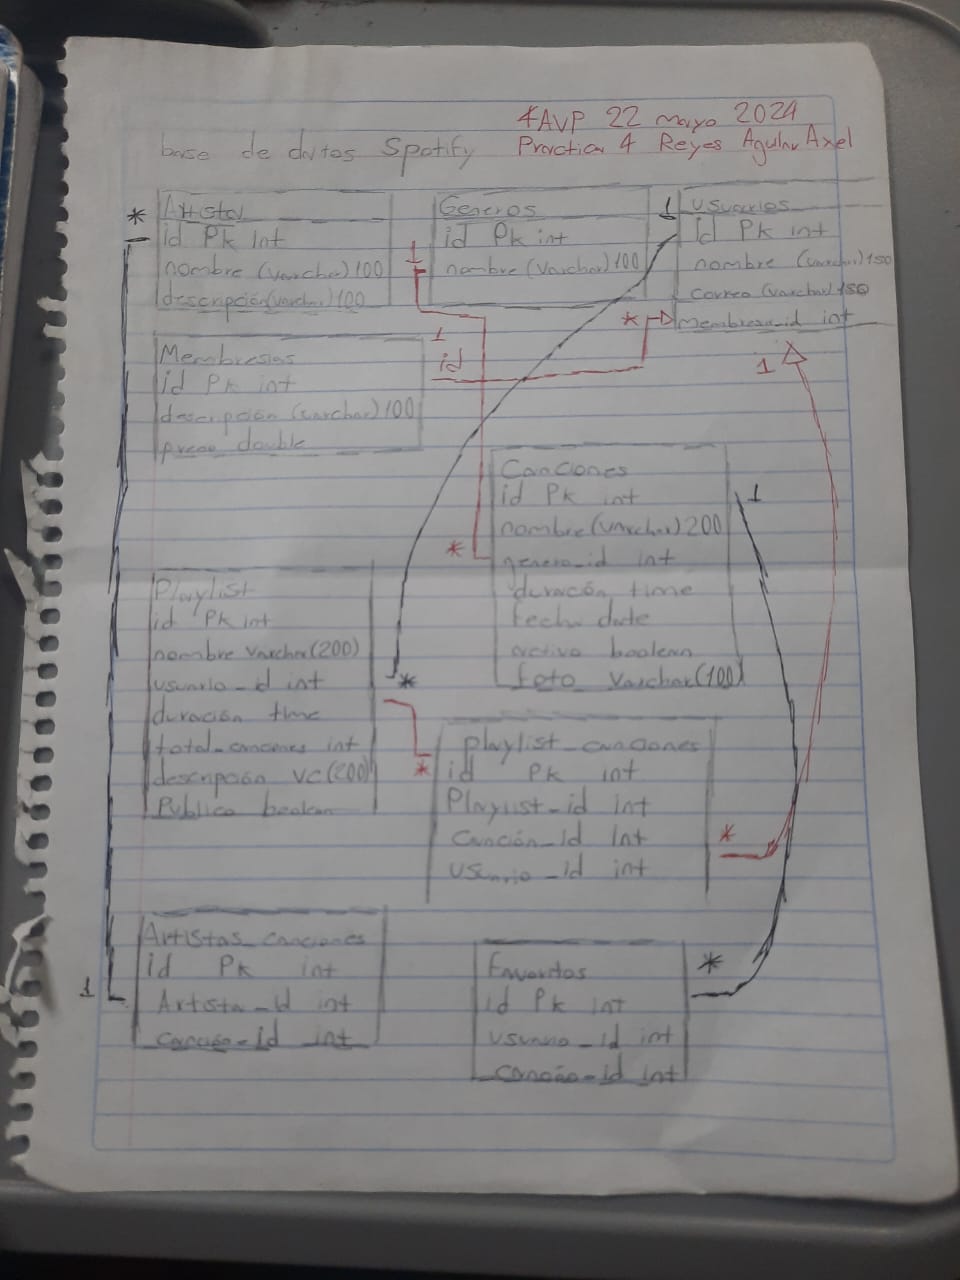 4AVP 22 mayo 2024
base de datos Spotify Practica 4 Reyes Agular Axel
* Artista
id Pk Int
nombre (varchar)100
descripción(varchar)100
Generos
id Pk int
nombre (varchar)100
1
1 usuarios
Id Pk int
nombre (varchar)150
correo (varchar)150
* Membresia_id int
1
Membresias
id Pk int
descripción (varchar)100
precio double
1
id
Canciones
id Pk int
nombre(varchar)200
genero_id int
duración time
fecha date
activo boolean
foto varchar(100)
1
*
Playlist
id Pk int
nombre varchar(200)
usuario_id int
duración time
total_canciones int
descripción vc(200)
Publico boolean
*
*
Playlist_canciones
id Pk int
Playlist_id int
Canción_Id Int
usuario_id int
*
Artistas_canciones
id Pk int
Artista_Id int
Canción_id int
1
Favoritos
id Pk int
usuario_id int
canción_id int
*